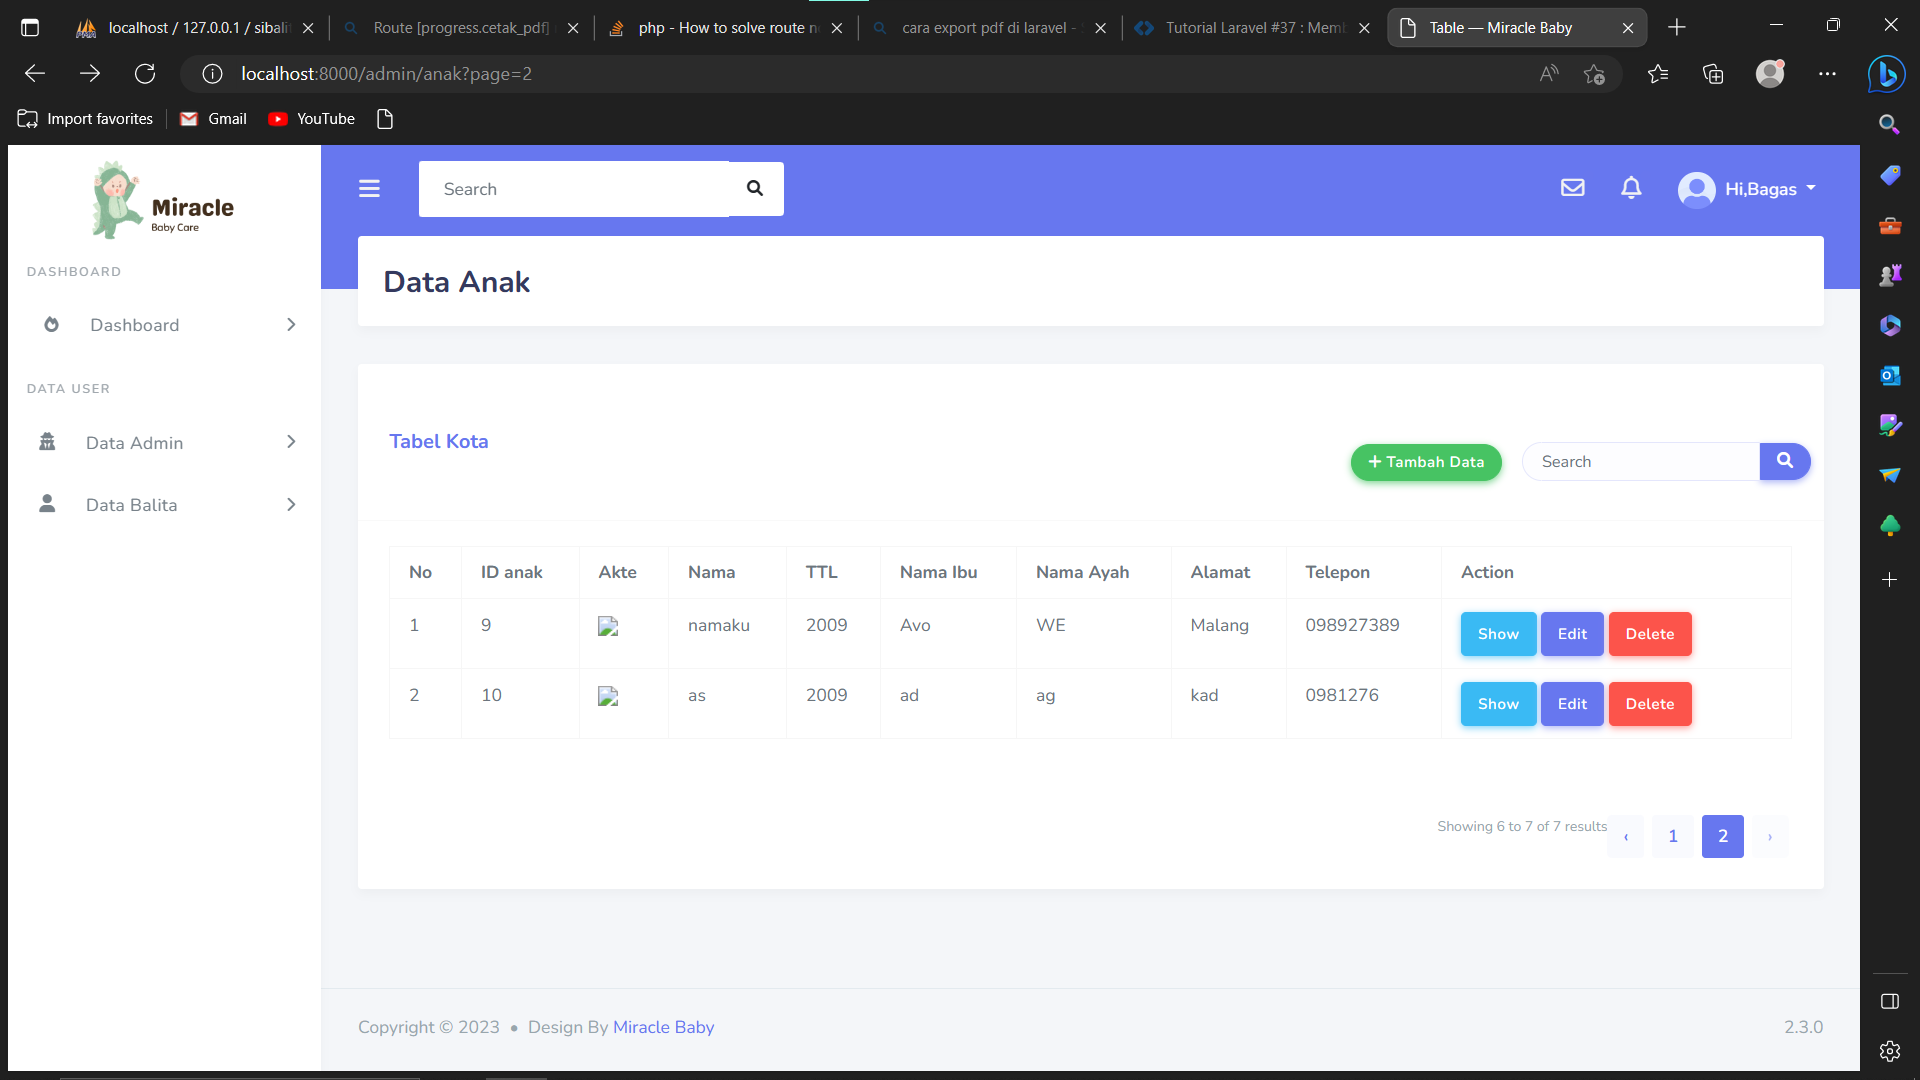 localhost / 127.0.0.1 / sibali
Route [progress.cetak_pdf]
php - How to solve route n
cara export pdf di laravel -
Tutorial Laravel #37 : Mem
Table — Miracle Baby
localhost:8000/admin/anak?page=2
Import favorites
Gmail
YouTube
Miracle
Baby Care
Search
Hi,Bagas
DASHBOARD
Dashboard
DATA USER
Data Admin
Data Balita
Data Anak
Tabel Kota
+ Tambah Data
Search
No ID anak Akte Nama TTL Nama Ibu Nama Ayah Alamat Telepon Action
1 9 namaku 2009 Avo WE Malang 098927389 Show Edit Delete
2 10 as 2009 ad ag kad 0981276 Show Edit Delete
Showing 6 to 7 of 7 results ‹ 1 2 ›
Copyright © 2023 • Design By Miracle Baby
2.3.0